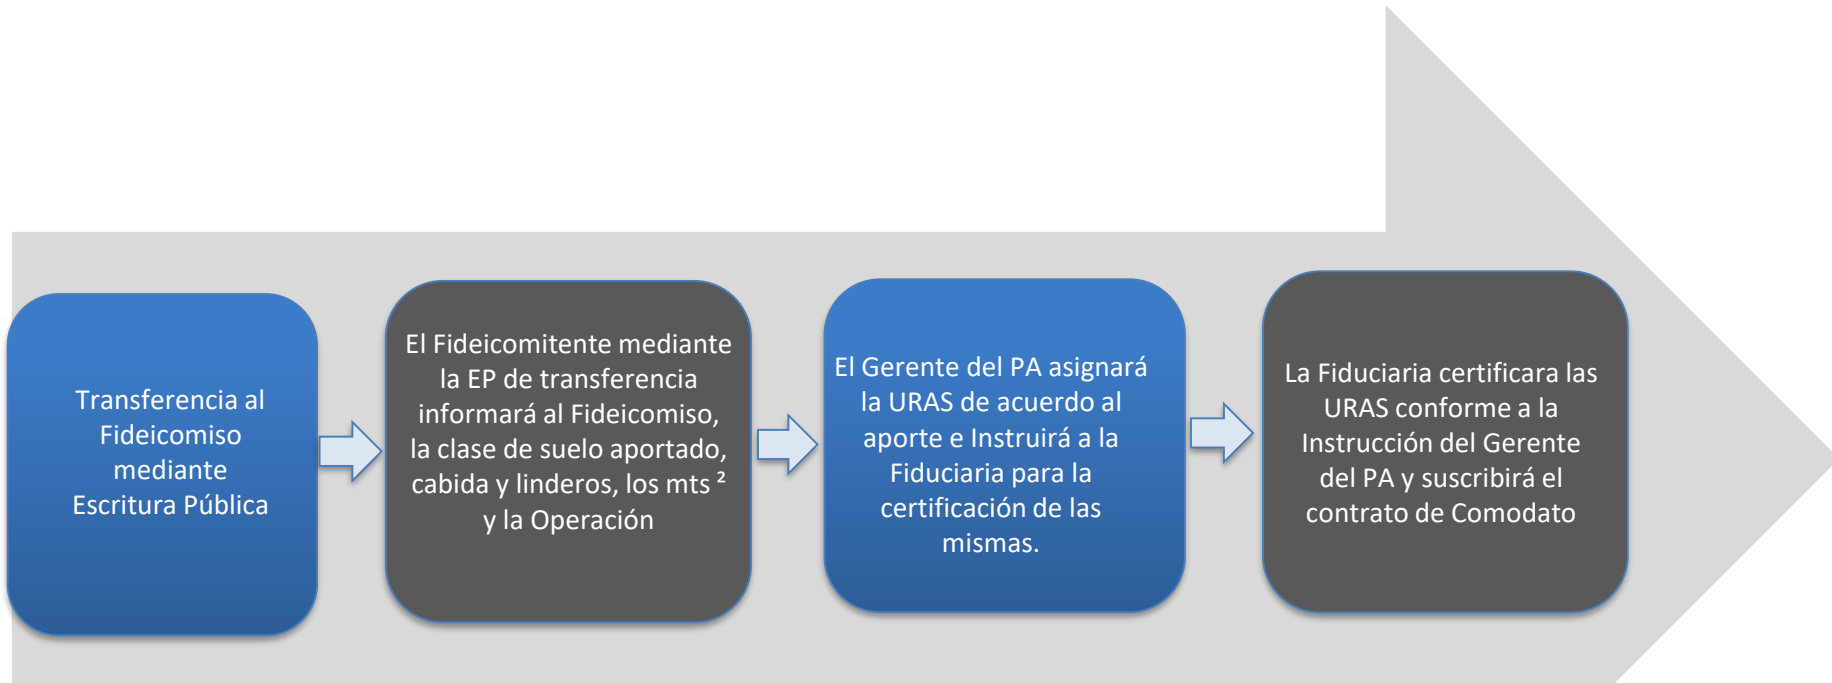 Transferencia al
Fideicomiso
mediante
Escritura Pública
El Fideicomitente mediante
la EP de transferencia
informará al Fideicomiso,
la clase de suelo aportado,
cabida y linderos, los mts ²
y la Operación
El Gerente del PA asignará
la URAS de acuerdo al
aporte e Instruirá a la
Fiduciaria para la
certificación de las
mismas.
La Fiduciaria certificara las
URAS conforme a la
Instrucción del Gerente
del PA y suscribirá el
contrato de Comodato